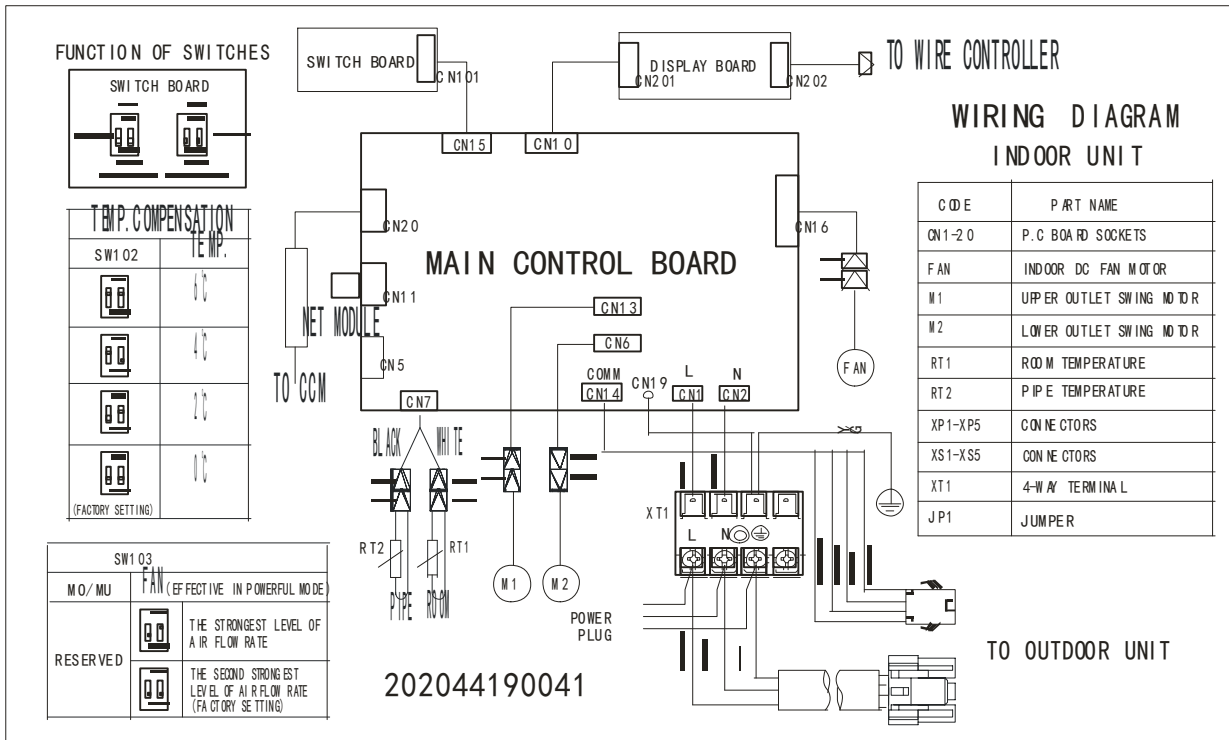 FUNCTION OF SWITCHES
SWITCH BOARD
TEMP. COMPENSATION
SW102
TEMP.
6℃
4℃
2℃
0℃
(FACTORY SETTING)
SW103
MO/MU
FAN (EFFECTIVE IN POWERFUL MODE)
RESERVED
THE STRONGEST LEVEL OF
AIR FLOW RATE
THE SECOND STRONGEST
LEVEL OF AIRFLOW RATE
(FACTORY SETTING)
SWITCH BOARD
CN101
CN201
DISPLAY BOARD
CN202
TO WIRE CONTROLLER
CN15
CN10
CN20
CN16
MAIN CONTROL BOARD
CN11
NET MODULE
CN13
CN5
CN6
TO CCM
COMM
CN14
CN19
L
CN1
N
CN2
FAN
CN7
BLACK
WHITE
Y/G
RT2
RT1
PIPE
ROOM
M1
M2
XT1
L
N
POWER
PLUG
202044190041
TO OUTDOOR UNIT
WIRING DIAGRAM
INDOOR UNIT
CODE PART NAME
CN1-20 P.C BOARD SOCKETS
FAN INDOOR DC FAN MOTOR
M1 UPPER OUTLET SWING MOTOR
M2 LOWER OUTLET SWING MOTOR
RT1 ROOM TEMPERATURE
RT2 PIPE TEMPERATURE
XP1-XP5 CONNECTORS
XS1-XS5 CONNECTORS
XT1 4-WAY TERMINAL
JP1 JUMPER